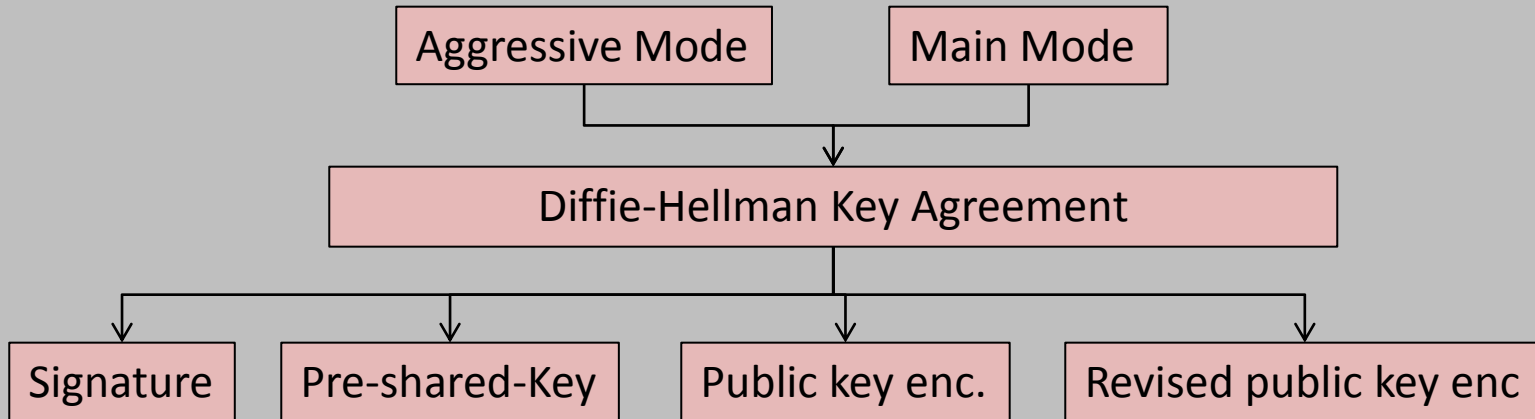 Aggressive Mode
Main Mode
Diffie-Hellman Key Agreement
Signature
Pre-shared-Key
Public key enc.
Revised public key enc